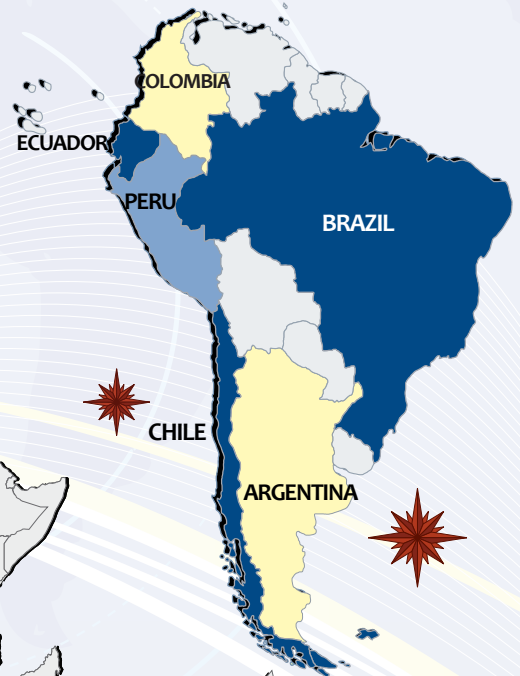 COLOMBIA
ECUADOR
PERU
BRAZIL
CHILE
ARGENTINA